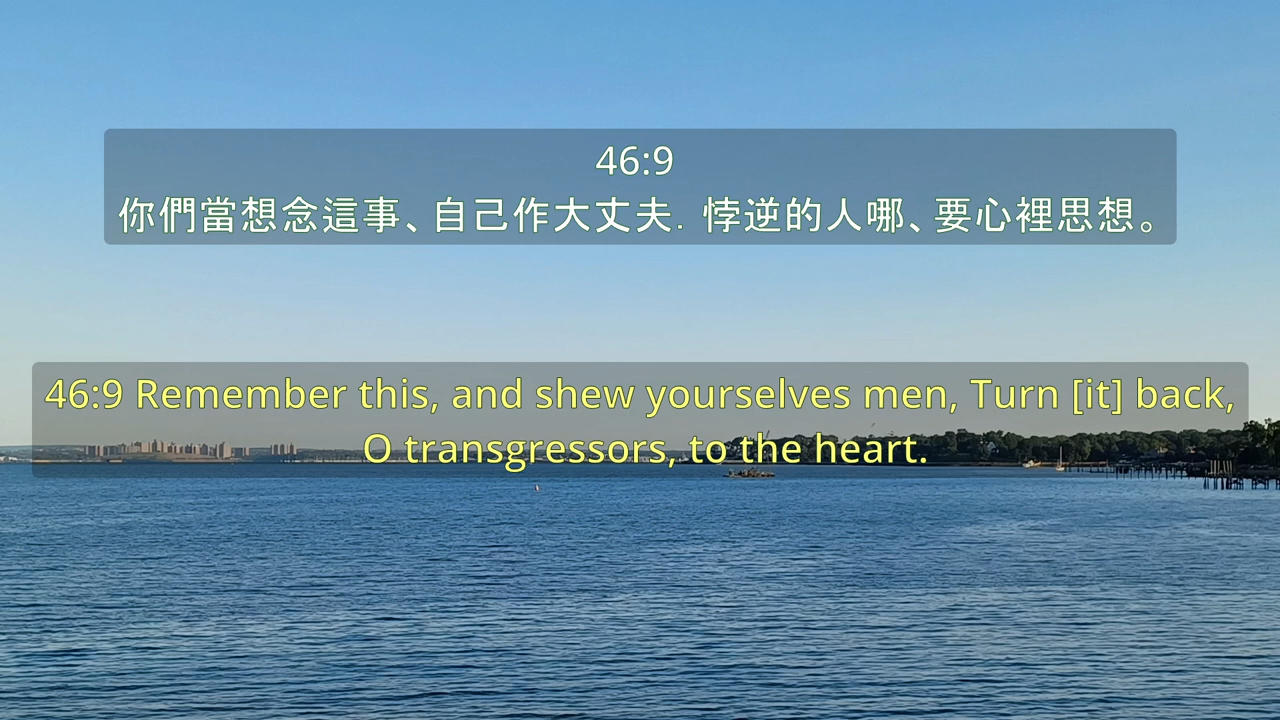 46:9
你們當想念這事、自己作大丈夫. 悖逆的人哪、要心裡思想。
46:9 Remember this, and shew yourselves men, Turn [it] back,
O transgressors, to the heart.